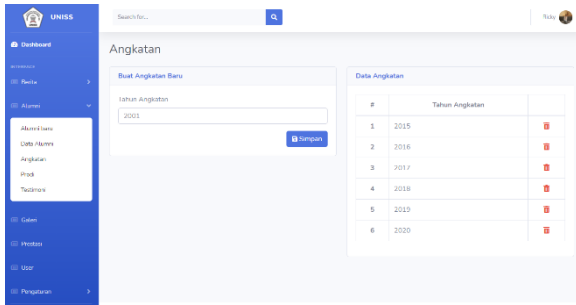 UNISS
Search for...
Risky
Dashboard
INTERFACE
Berita
Alumni
Alumni baru
Data Alumni
Angkatan
Prodi
Testimoni
Galeri
Prestasi
User
Pengaturan
Angkatan
Buat Angkatan Baru
Tahun Angkatan
2001
Simpan
Data Angkatan
# Tahun Angkatan
1 2015
2 2016
3 2017
4 2018
5 2019
6 2020